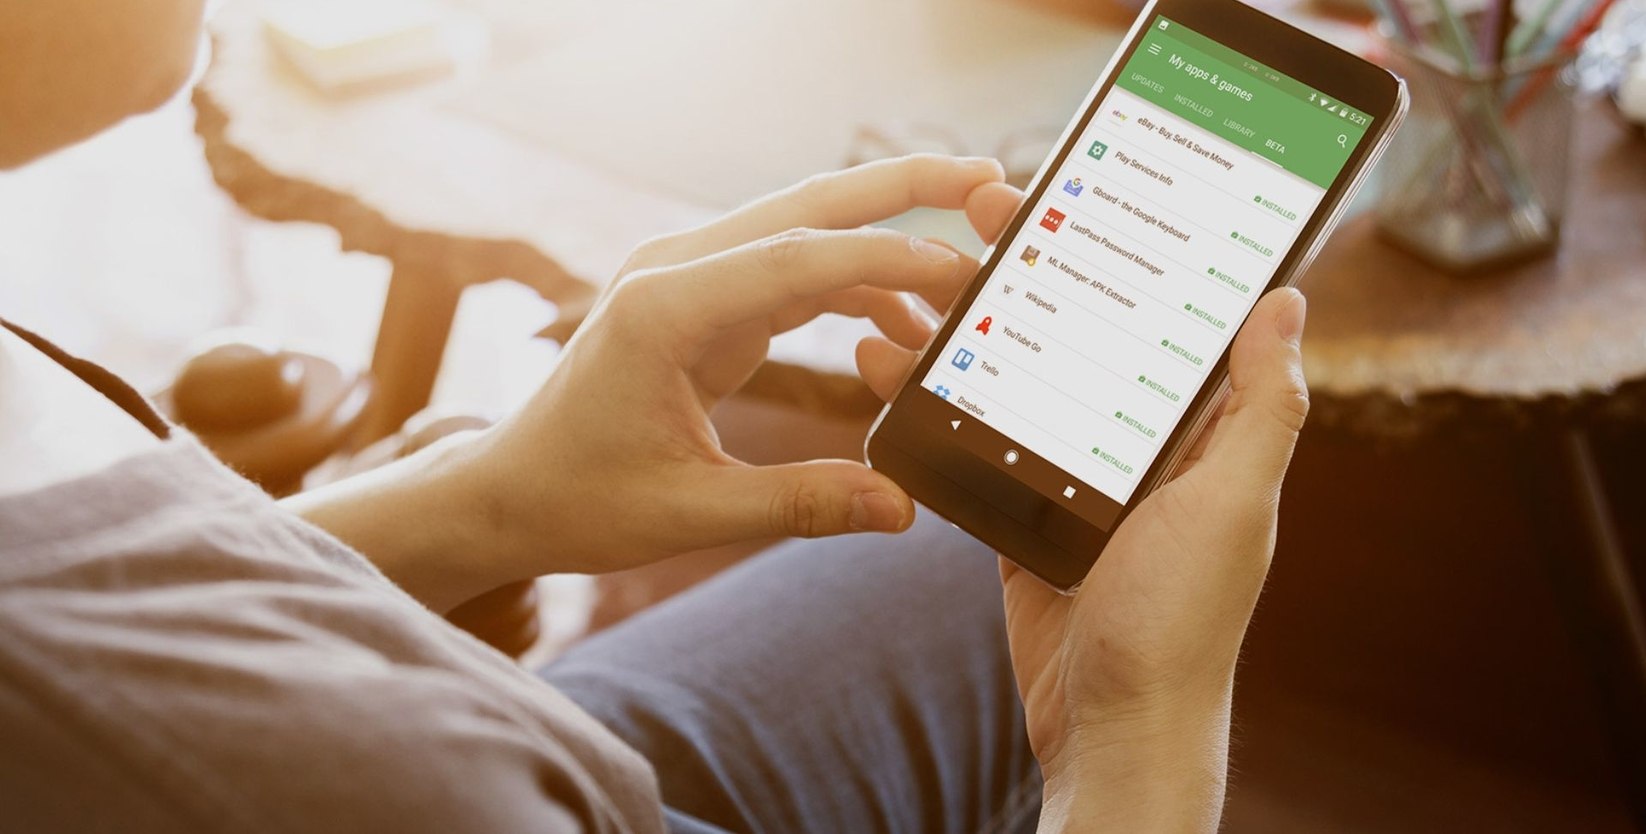 5:21
My apps & games
UPDATES INSTALLED LIBRARY BETA
ebay
eBay - Buy, Sell & Save Money
INSTALLED
Play Services Info
INSTALLED
Gboard - the Google Keyboard
INSTALLED
LastPass Password Manager
INSTALLED
ML Manager: APK Extractor
INSTALLED
W
Wikipedia
INSTALLED
YouTube Go
INSTALLED
Trello
INSTALLED
Dropbox